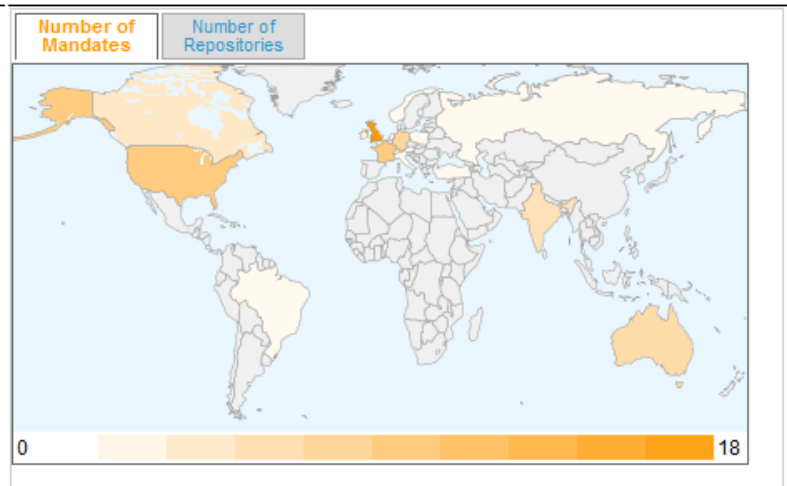 Number of
Mandates
Number of
Repositories
0
18